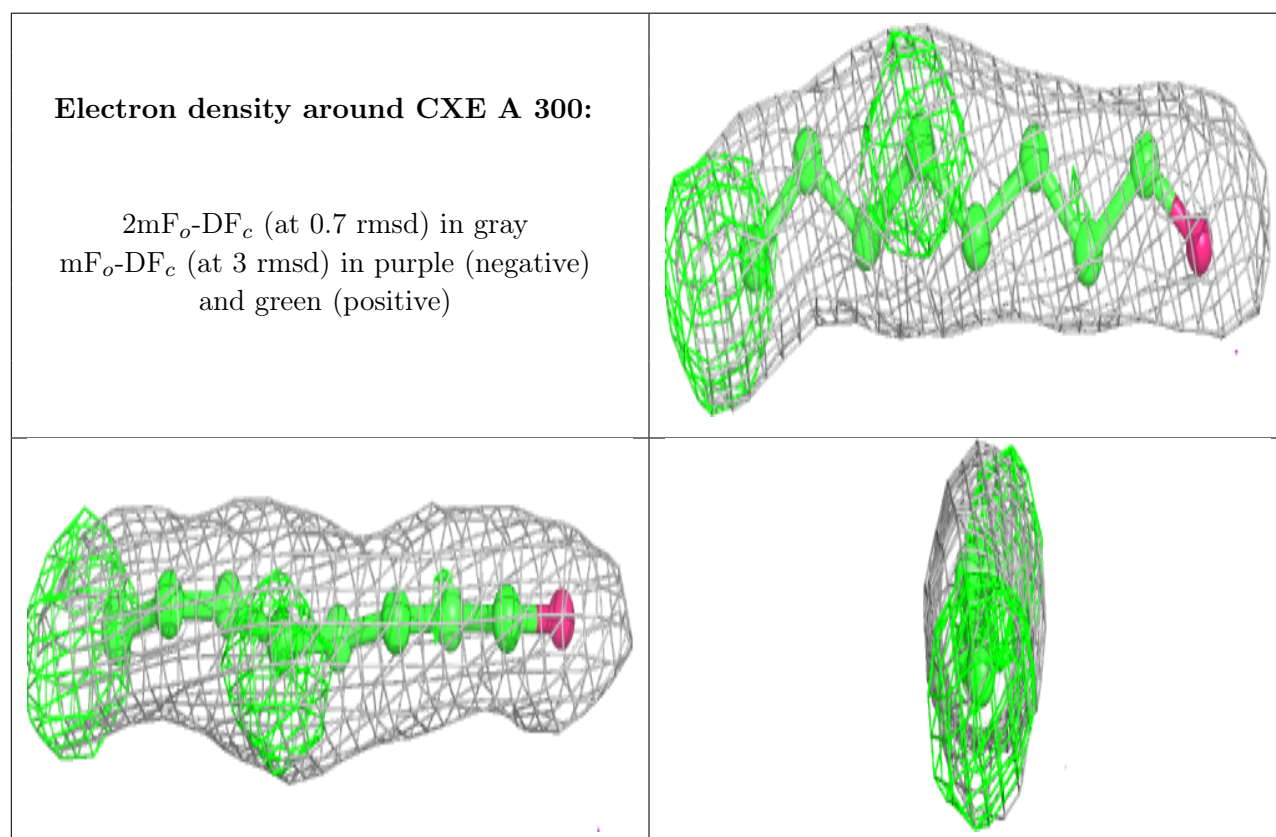 Electron density around CXE A 300:
2mFo-DFc (at 0.7 rmsd) in gray
mFo-DFc (at 3 rmsd) in purple (negative)
and green (positive)